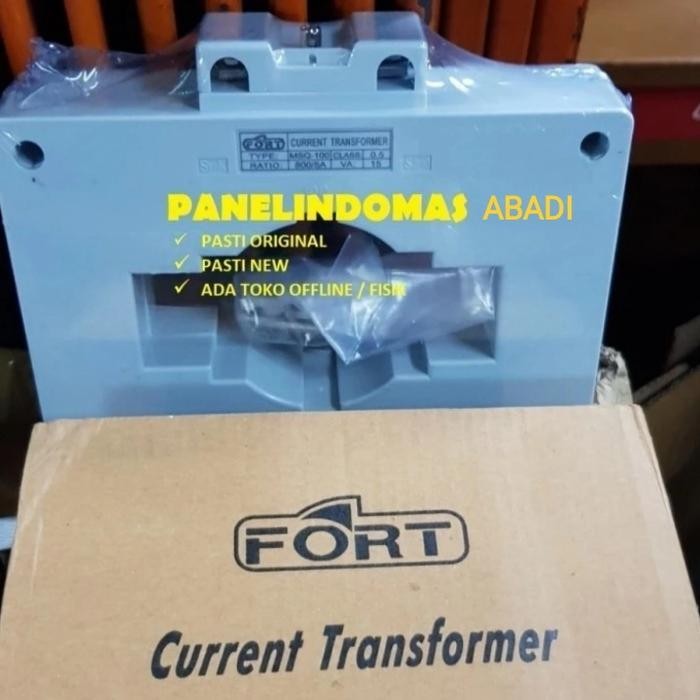 FORT CURRENT TRANSFORMER
TYPE: MSQ-100 CLASS 0.5
RATIO: 800/5A VA. 15
PANELINDOMAS ABADI
✓ PASTI ORIGINAL
✓ PASTI NEW
✓ ADA TOKO OFFLINE / FISIK
FORT
Current Transformer